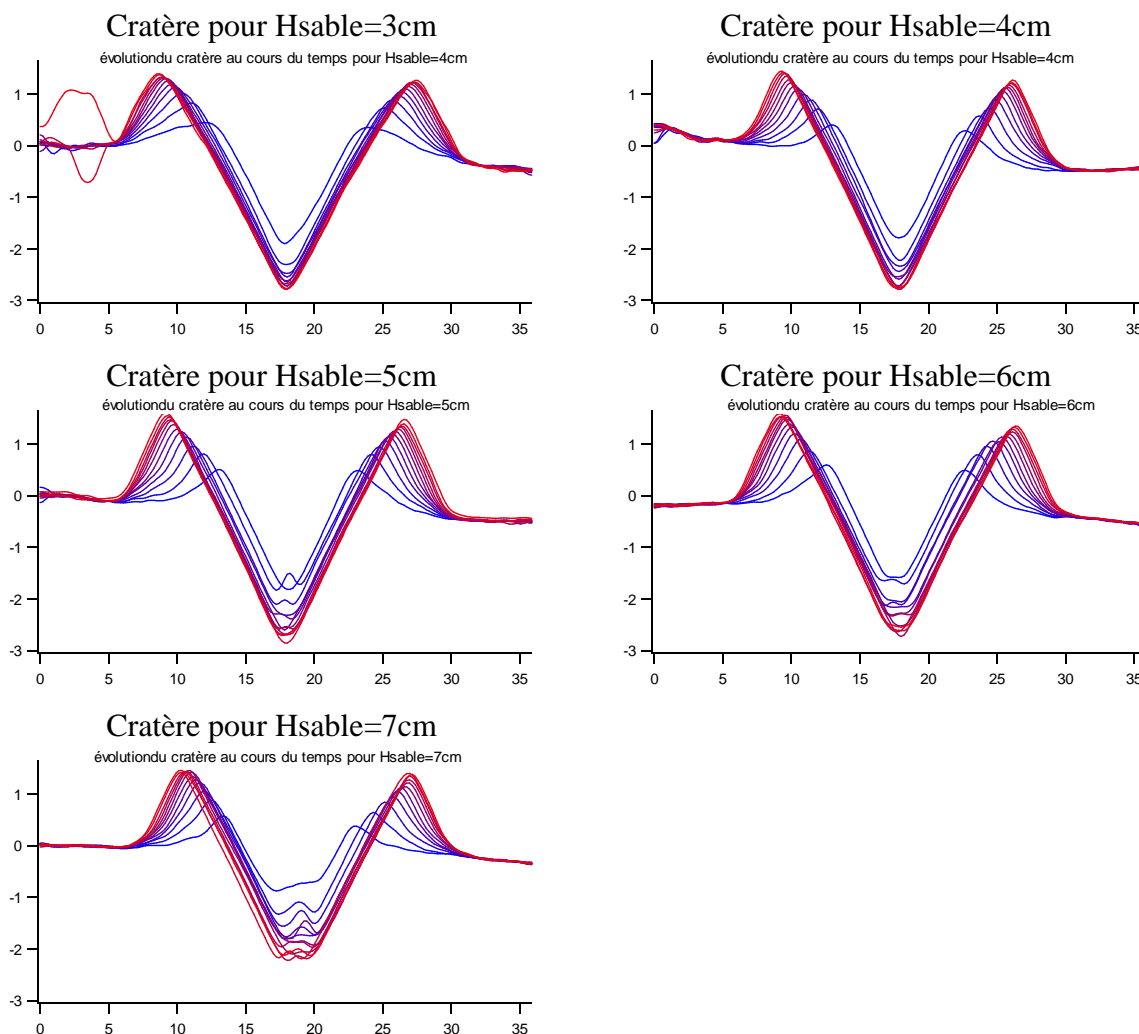 Cratère pour Hsable=3cm
évolutiondu cratère au cours du temps pour Hsable=4cm
1
0
-1
-2
-3
0 5 10 15 20 25 30 35
Cratère pour Hsable=4cm
évolutiondu cratère au cours du temps pour Hsable=4cm
1
0
-1
-2
-3
0 5 10 15 20 25 30 35
Cratère pour Hsable=5cm
évolutiondu cratère au cours du temps pour Hsable=5cm
1
0
-1
-2
-3
0 5 10 15 20 25 30 35
Cratère pour Hsable=6cm
évolutiondu cratère au cours du temps pour Hsable=6cm
1
0
-1
-2
-3
0 5 10 15 20 25 30 35
Cratère pour Hsable=7cm
évolutiondu cratère au cours du temps pour Hsable=7cm
1
0
-1
-2
-3
0 5 10 15 20 25 30 35